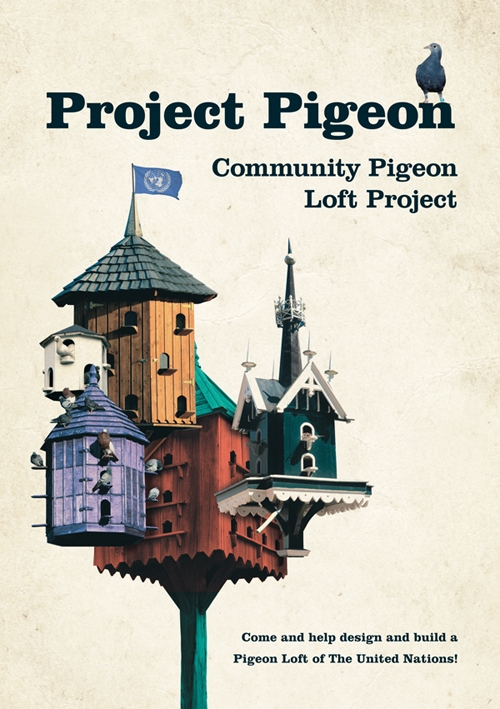 Project Pigeon
Community Pigeon
Loft Project
Come and help design and build a
Pigeon Loft of The United Nations!